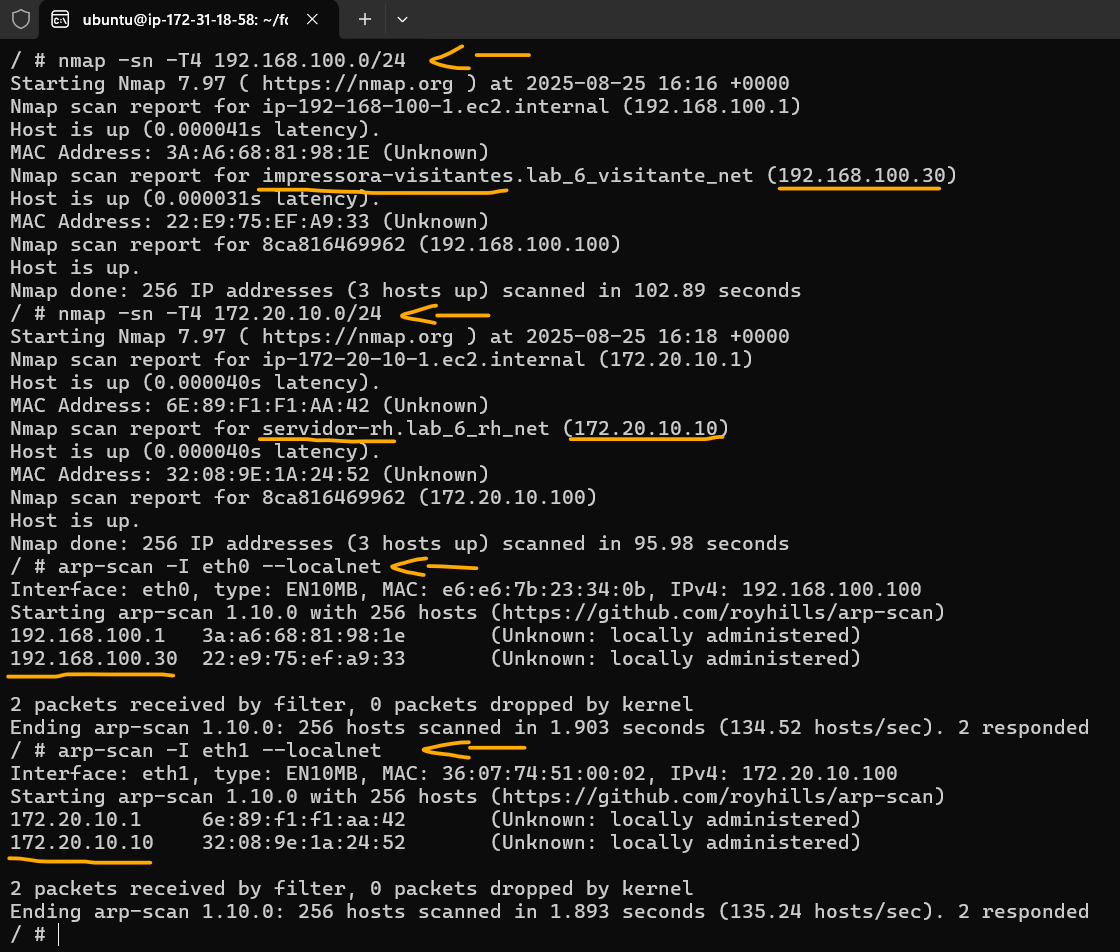 ubuntu@ip-172-31-18-58: ~/fo
/ # nmap -sn -T4 192.168.100.0/24
Starting Nmap 7.97 ( https://nmap.org ) at 2025-08-25 16:16 +0000
Nmap scan report for ip-192-168-100-1.ec2.internal (192.168.100.1)
Host is up (0.000041s latency).
MAC Address: 3A:A6:68:81:98:1E (Unknown)
Nmap scan report for impressora-visitantes.lab_6_visitante_net (192.168.100.30)
Host is up (0.000031s latency).
MAC Address: 22:E9:75:EF:A9:33 (Unknown)
Nmap scan report for 8ca816469962 (192.168.100.100)
Host is up.
Nmap done: 256 IP addresses (3 hosts up) scanned in 102.89 seconds
/ # nmap -sn -T4 172.20.10.0/24
Starting Nmap 7.97 ( https://nmap.org ) at 2025-08-25 16:18 +0000
Nmap scan report for ip-172-20-10-1.ec2.internal (172.20.10.1)
Host is up (0.000040s latency).
MAC Address: 6E:89:F1:F1:AA:42 (Unknown)
Nmap scan report for servidor-rh.lab_6_rh_net (172.20.10.10)
Host is up (0.000040s latency).
MAC Address: 32:08:9E:1A:24:52 (Unknown)
Nmap scan report for 8ca816469962 (172.20.10.100)
Host is up.
Nmap done: 256 IP addresses (3 hosts up) scanned in 95.98 seconds
/ # arp-scan -I eth0 --localnet
Interface: eth0, type: EN10MB, MAC: e6:e6:7b:23:34:0b, IPv4: 192.168.100.100
Starting arp-scan 1.10.0 with 256 hosts (https://github.com/royhills/arp-scan)
192.168.100.1 3a:a6:68:81:98:1e (Unknown: locally administered)
192.168.100.30 22:e9:75:ef:a9:33 (Unknown: locally administered)
2 packets received by filter, 0 packets dropped by kernel
Ending arp-scan 1.10.0: 256 hosts scanned in 1.903 seconds (134.52 hosts/sec). 2 responded
/ # arp-scan -I eth1 --localnet
Interface: eth1, type: EN10MB, MAC: 36:07:74:51:00:02, IPv4: 172.20.10.100
Starting arp-scan 1.10.0 with 256 hosts (https://github.com/royhills/arp-scan)
172.20.10.1 6e:89:f1:f1:aa:42 (Unknown: locally administered)
172.20.10.10 32:08:9e:1a:24:52 (Unknown: locally administered)
2 packets received by filter, 0 packets dropped by kernel
Ending arp-scan 1.10.0: 256 hosts scanned in 1.893 seconds (135.24 hosts/sec). 2 responded
/ #